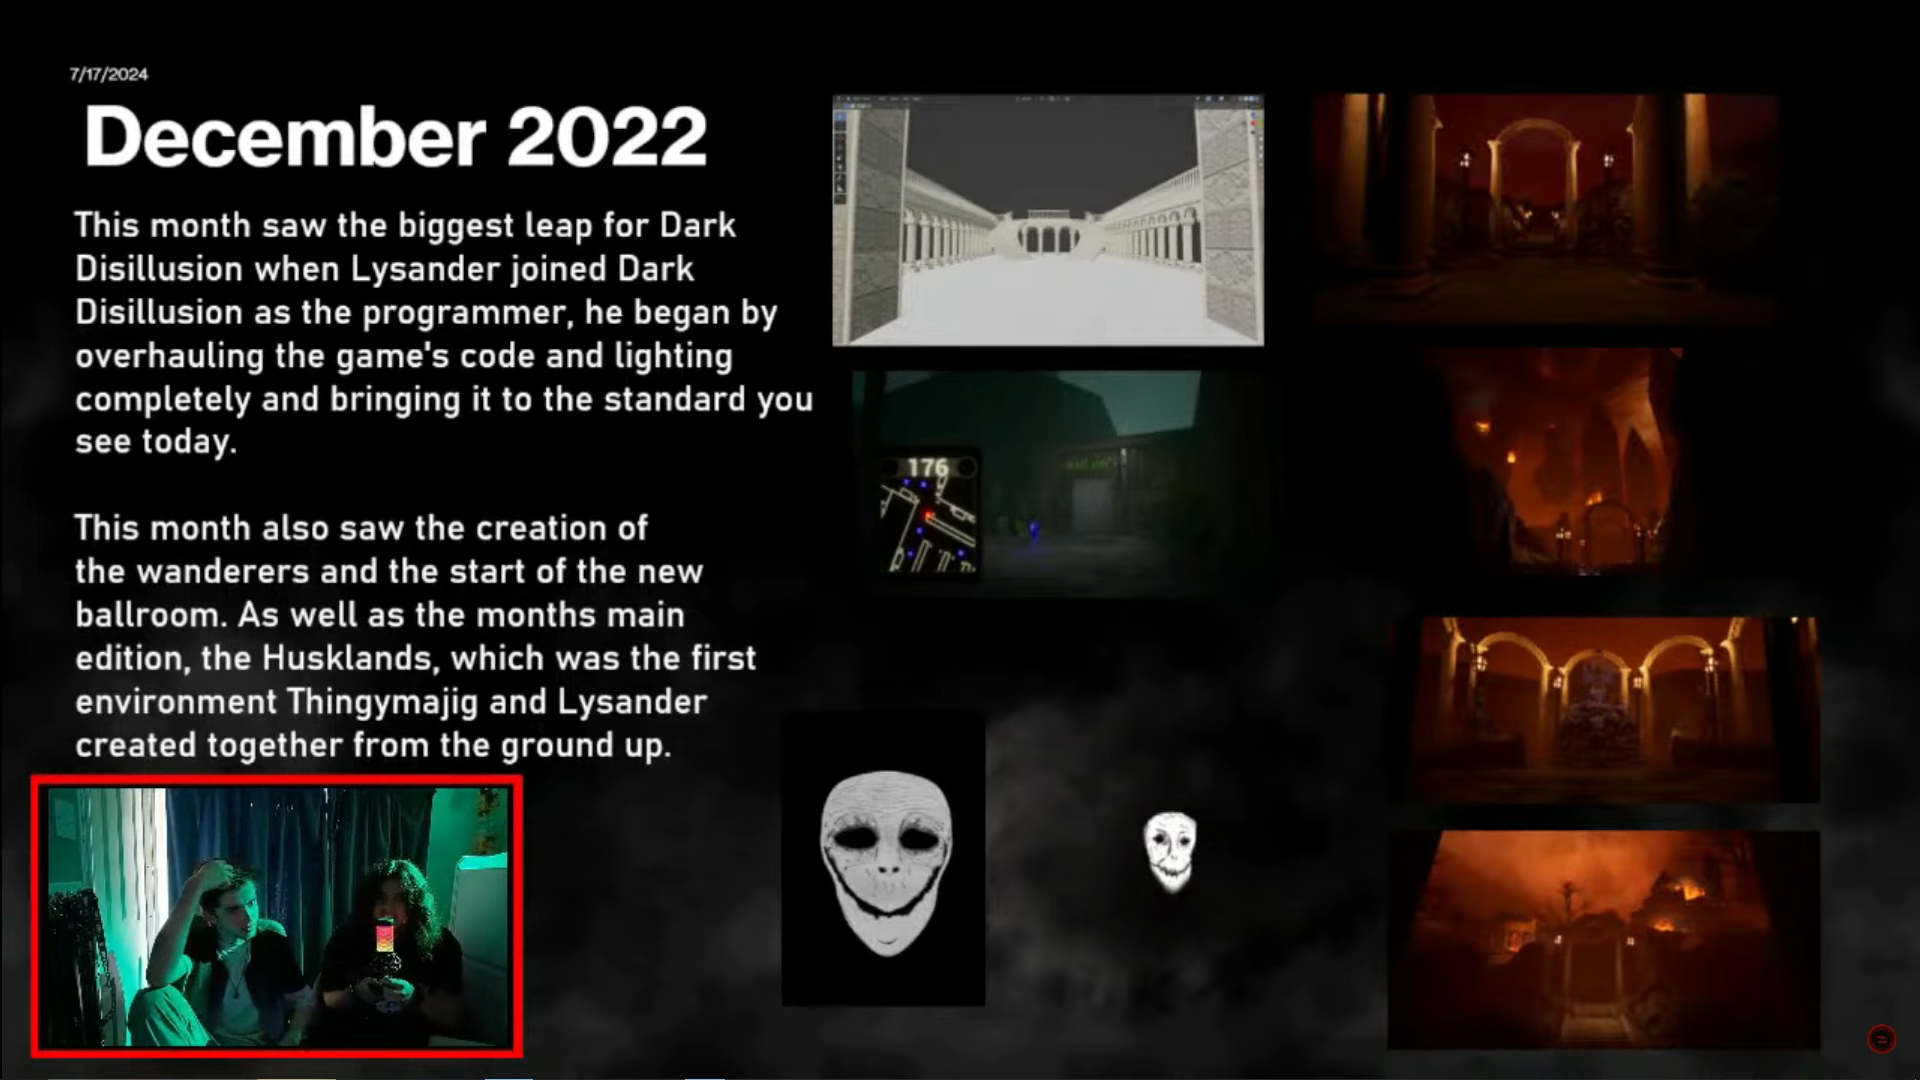 7/17/2024
December 2022
This month saw the biggest leap for Dark
Disillusion when Lysander joined Dark
Disillusion as the programmer, he began by
overhauling the game's code and lighting
completely and bringing it to the standard you
see today.
This month also saw the creation of
the wanderers and the start of the new
ballroom. As well as the months main
edition, the Husklands, which was the first
environment Thingymajig and Lysander
created together from the ground up.
176